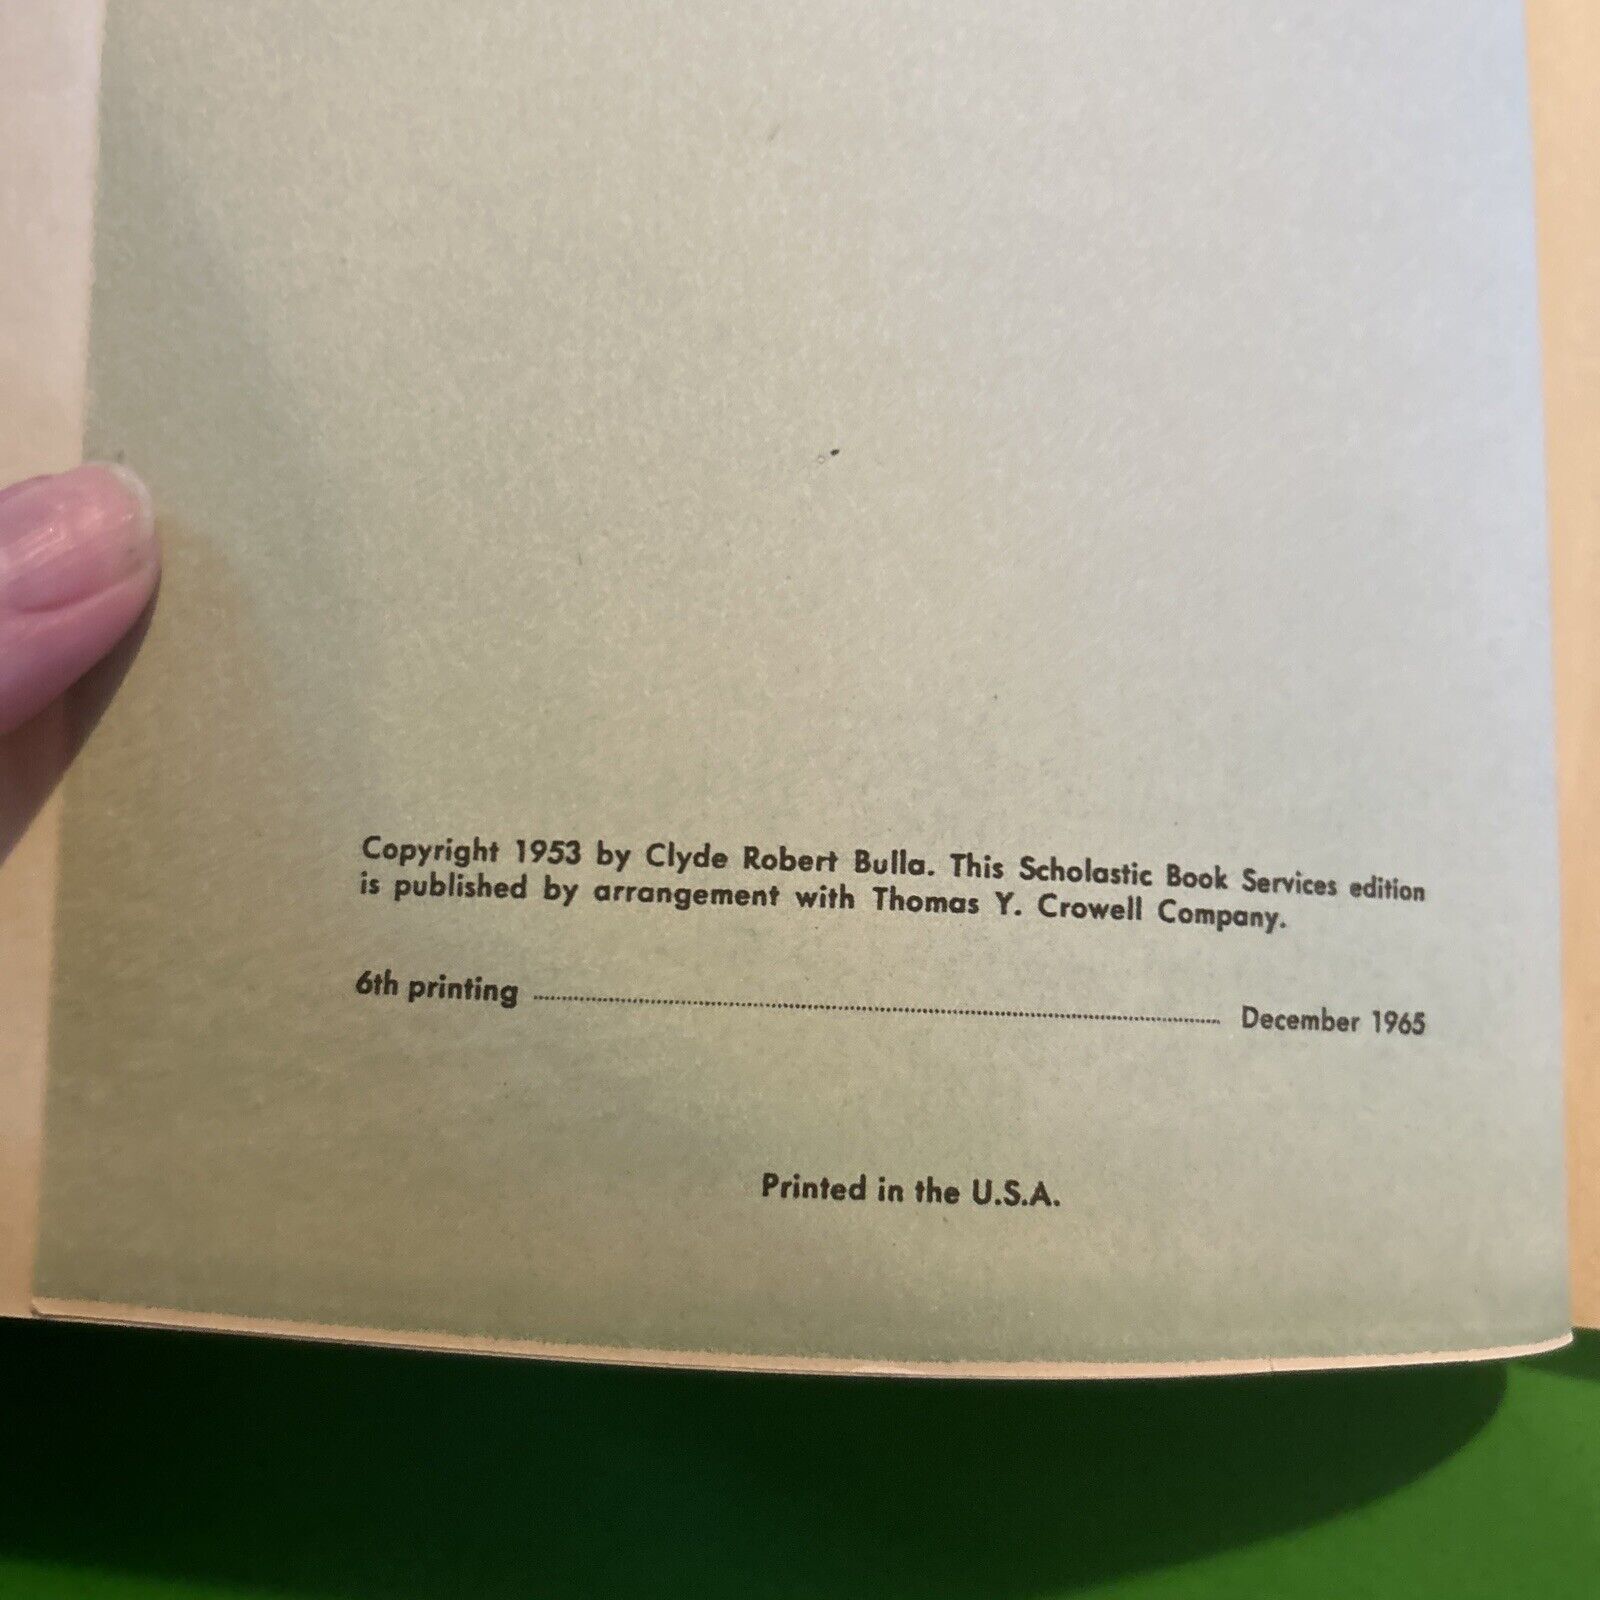 Copyright 1953 by Clyde Robert Bulla. This Scholastic Book Services edition
is published by arrangement with Thomas Y. Crowell Company.
6th printing ........................ December 1965
Printed in the U.S.A.